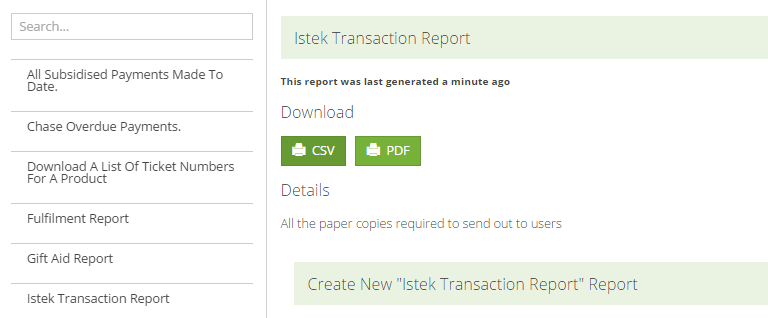 Search...
All Subsidised Payments Made To
Date.
Chase Overdue Payments.
Download A List Of Ticket Numbers
For A Product
Fulfilment Report
Gift Aid Report
Istek Transaction Report
Istek Transaction Report
This report was last generated a minute ago
Download
CSV PDF
Details
All the paper copies required to send out to users
Create New "Istek Transaction Report" Report